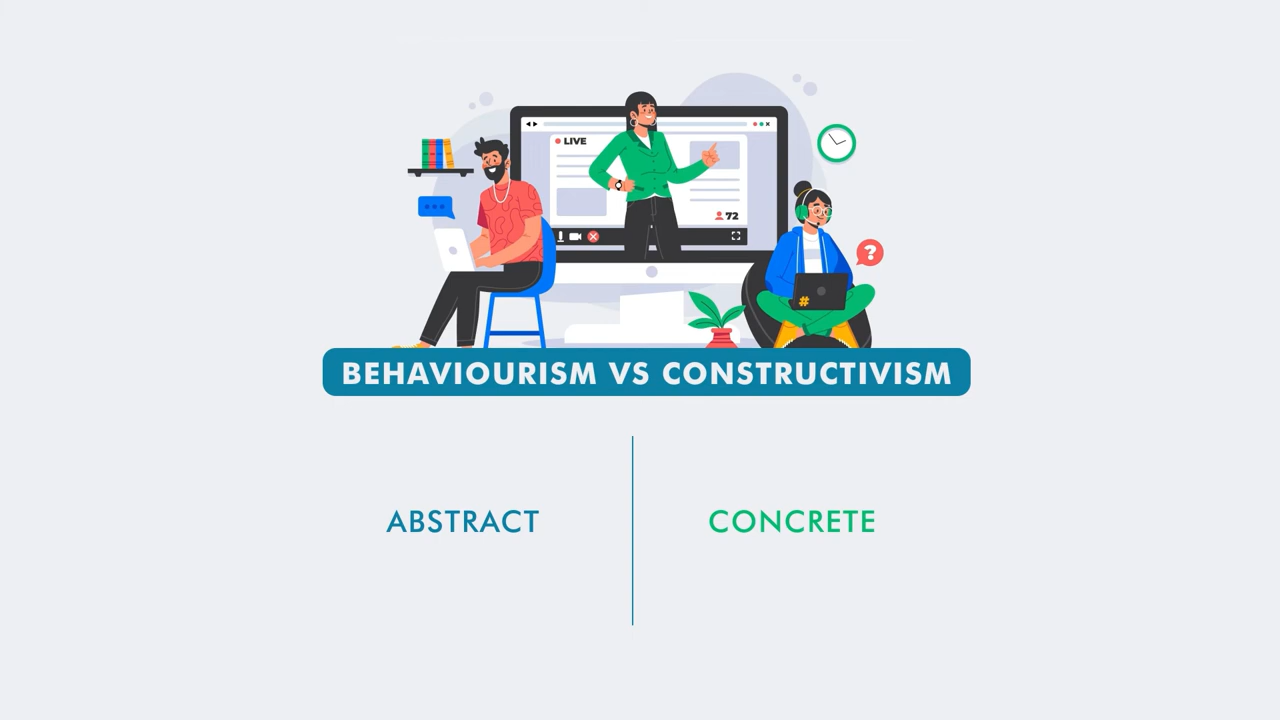 LIVE
72
?
#
BEHAVIOURISM VS CONSTRUCTIVISM
ABSTRACT
CONCRETE